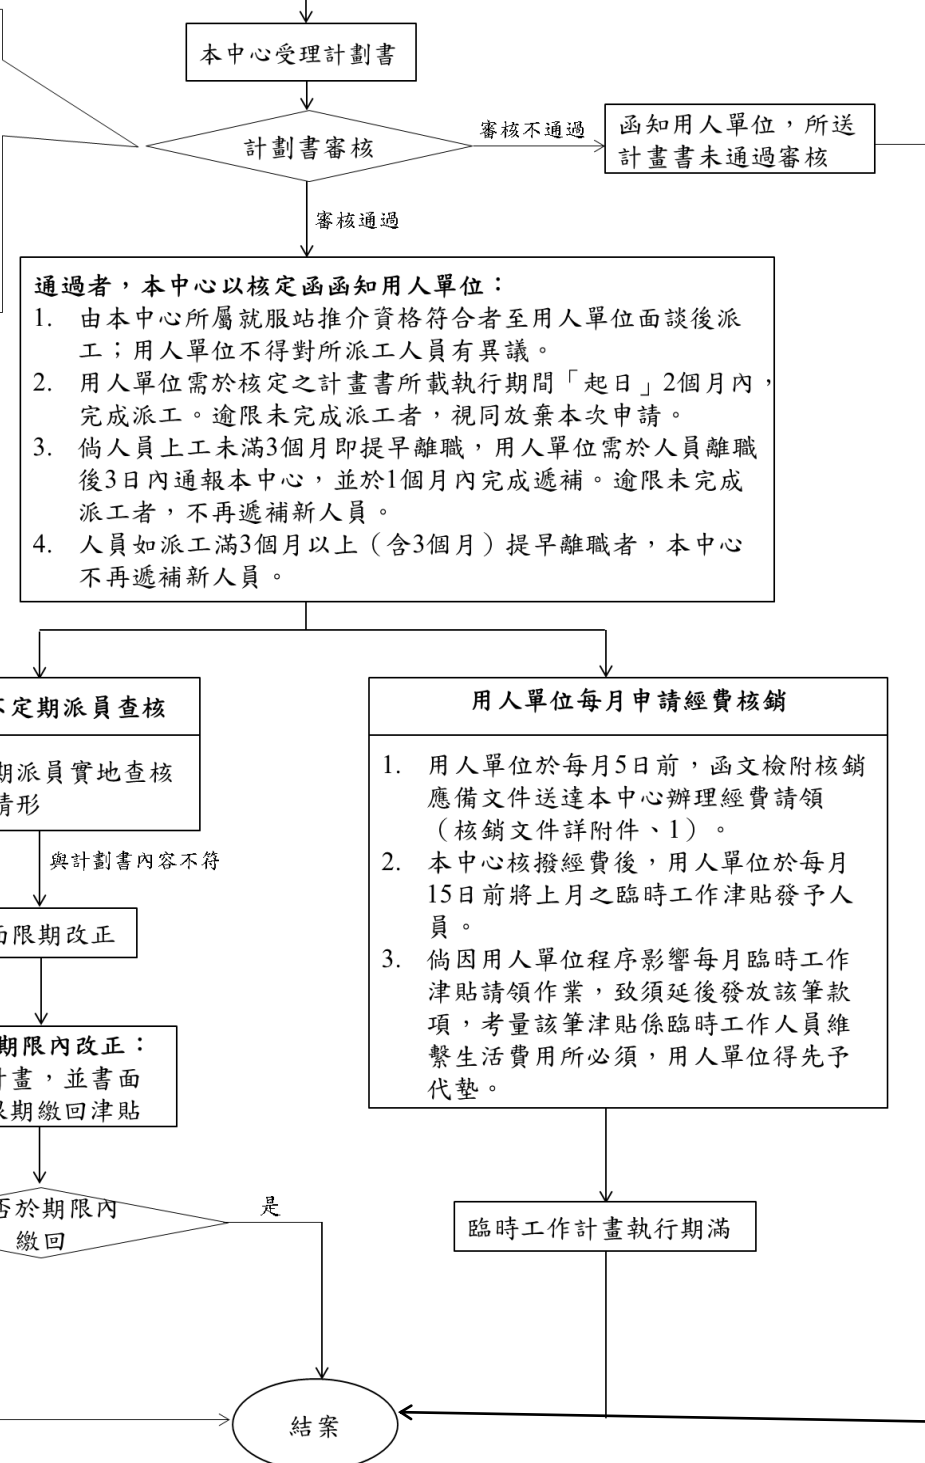 本中心受理計劃書
計劃書審核
審核不通過
函知用人單位，所送
計畫書未通過審核
審核通過
通過者，本中心以核定函函知用人單位：
1. 由本中心所屬就服站推介資格符合者至用人單位面談後派
工；用人單位不得對所派工人員有異議。
2. 用人單位需於核定之計畫書所載執行期間「起日」2個月內，
完成派工。逾限未完成派工者，視同放棄本次申請。
3. 倘人員上工未滿3個月即提早離職，用人單位需於人員離職
後3日內通報本中心，並於1個月內完成遞補。逾限未完成
派工者，不再遞補新人員。
4. 人員如派工滿3個月以上（含3個月）提早離職者，本中心
不再遞補新人員。
不定期派員查核
期派員實地查核
情形
與計劃書內容不符
面限期改正
期限內改正：
計畫，並書面
限期繳回津貼
否於期限內
繳回
是
用人單位每月申請經費核銷
1. 用人單位於每月5日前，函文檢附核銷
應備文件送達本中心辦理經費請領
（核銷文件詳附件、1）。
2. 本中心核撥經費後，用人單位於每月
15日前將上月之臨時工作津貼發予人
員。
3. 倘因用人單位程序影響每月臨時工作
津貼請領作業，致須延後發放該筆款
項，考量該筆津貼係臨時工作人員維
繫生活費用所必須，用人單位得先予
代墊。
臨時工作計畫執行期滿
結案